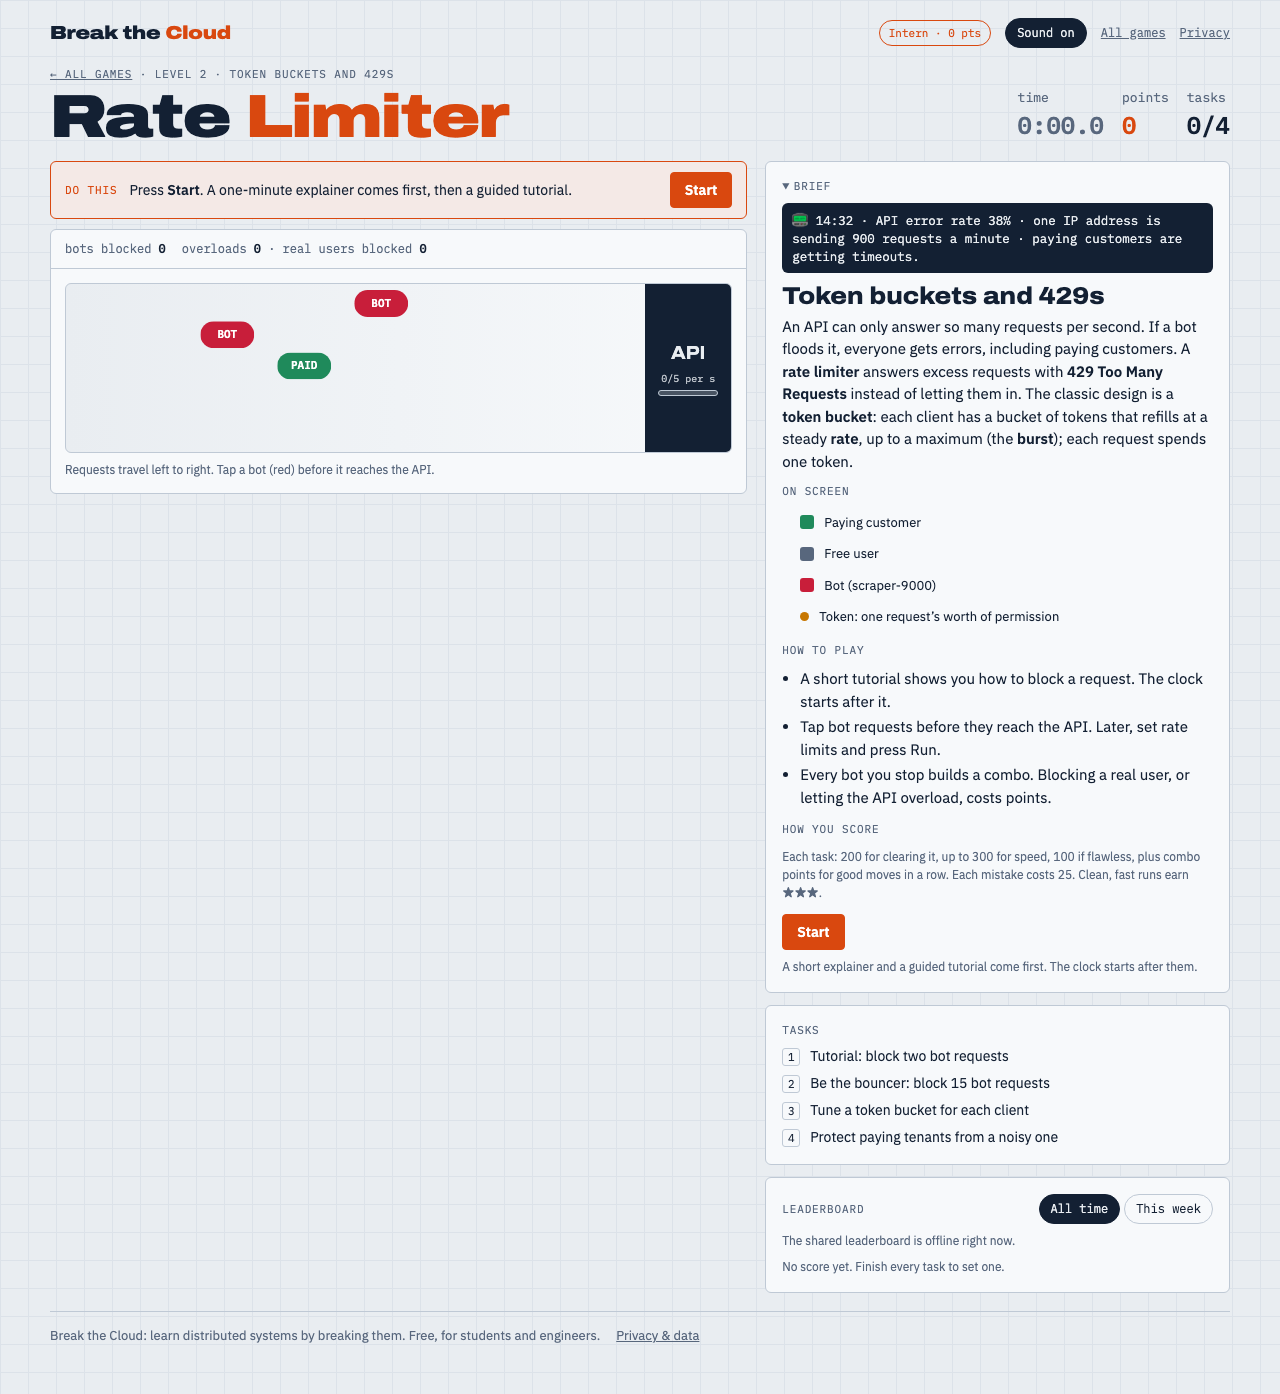 Break the Cloud
Intern · 0 pts
Sound on
All games
Privacy
← ALL GAMES · LEVEL 2 · TOKEN BUCKETS AND 429S
Rate Limiter
time
0:00.0
points
0
tasks
0/4
DO THIS Press Start. A one-minute explainer comes first, then a guided tutorial.
Start
bots blocked 0 overloads 0 · real users blocked 0
BOT
BOT
PAID
API
0/5 per s
Requests travel left to right. Tap a bot (red) before it reaches the API.
▼ BRIEF
14:32 · API error rate 38% · one IP address is
sending 900 requests a minute · paying customers are
getting timeouts.
Token buckets and 429s
An API can only answer so many requests per second. If a bot
floods it, everyone gets errors, including paying customers. A
rate limiter answers excess requests with 429 Too Many
Requests instead of letting them in. The classic design is a
token bucket: each client has a bucket of tokens that refills at a
steady rate, up to a maximum (the burst); each request spends
one token.
ON SCREEN
Paying customer
Free user
Bot (scraper-9000)
Token: one request’s worth of permission
HOW TO PLAY
• A short tutorial shows you how to block a request. The clock
starts after it.
• Tap bot requests before they reach the API. Later, set rate
limits and press Run.
• Every bot you stop builds a combo. Blocking a real user, or
letting the API overload, costs points.
HOW YOU SCORE
Each task: 200 for clearing it, up to 300 for speed, 100 if flawless, plus combo
points for good moves in a row. Each mistake costs 25. Clean, fast runs earn
★★★.
Start
A short explainer and a guided tutorial come first. The clock starts after them.
TASKS
1 Tutorial: block two bot requests
2 Be the bouncer: block 15 bot requests
3 Tune a token bucket for each client
4 Protect paying tenants from a noisy one
LEADERBOARD
All time
This week
The shared leaderboard is offline right now.
No score yet. Finish every task to set one.
Break the Cloud: learn distributed systems by breaking them. Free, for students and engineers. Privacy & data